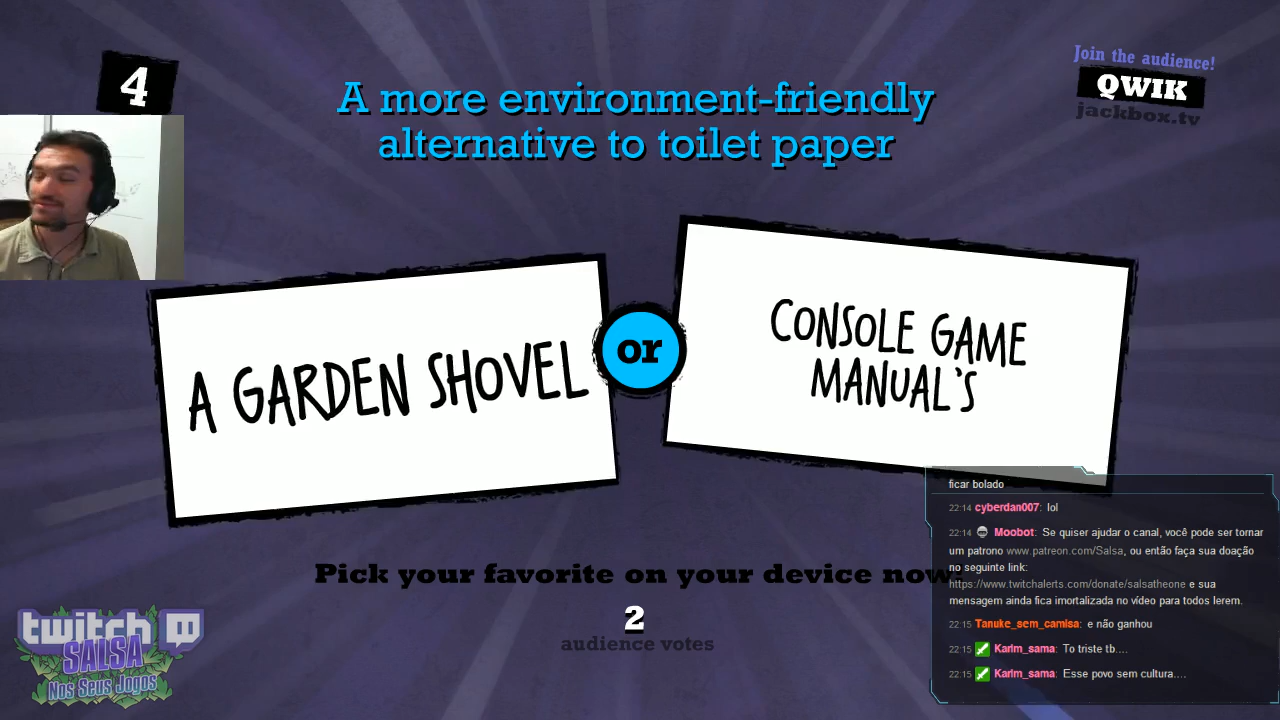 4
Join the audience!
QWIK
jackbox.tv
A more environment-friendly
alternative to toilet paper
A GARDEN SHOVEL
or
CONSOLE GAME
MANUAL'S
Pick your favorite on your device now:
2
audience votes
ficar bolado
22:14 cyberdan007: lol
22:14 Moobot: Se quiser ajudar o canal, você pode ser tornar
um patrono www.patreon.com/Salsa, ou então faça sua doação
no seguinte link:
https://www.twitchalerts.com/donate/salsatheone e sua
mensagem ainda fica imortalizada no vídeo para todos lerem.
22:15 Tanuke_sem_camisa: e não ganhou
22:15 Karim_sama: To triste tb....
22:15 Karim_sama: Esse povo sem cultura....
twitch
SALSA
Nos Seus Jogos